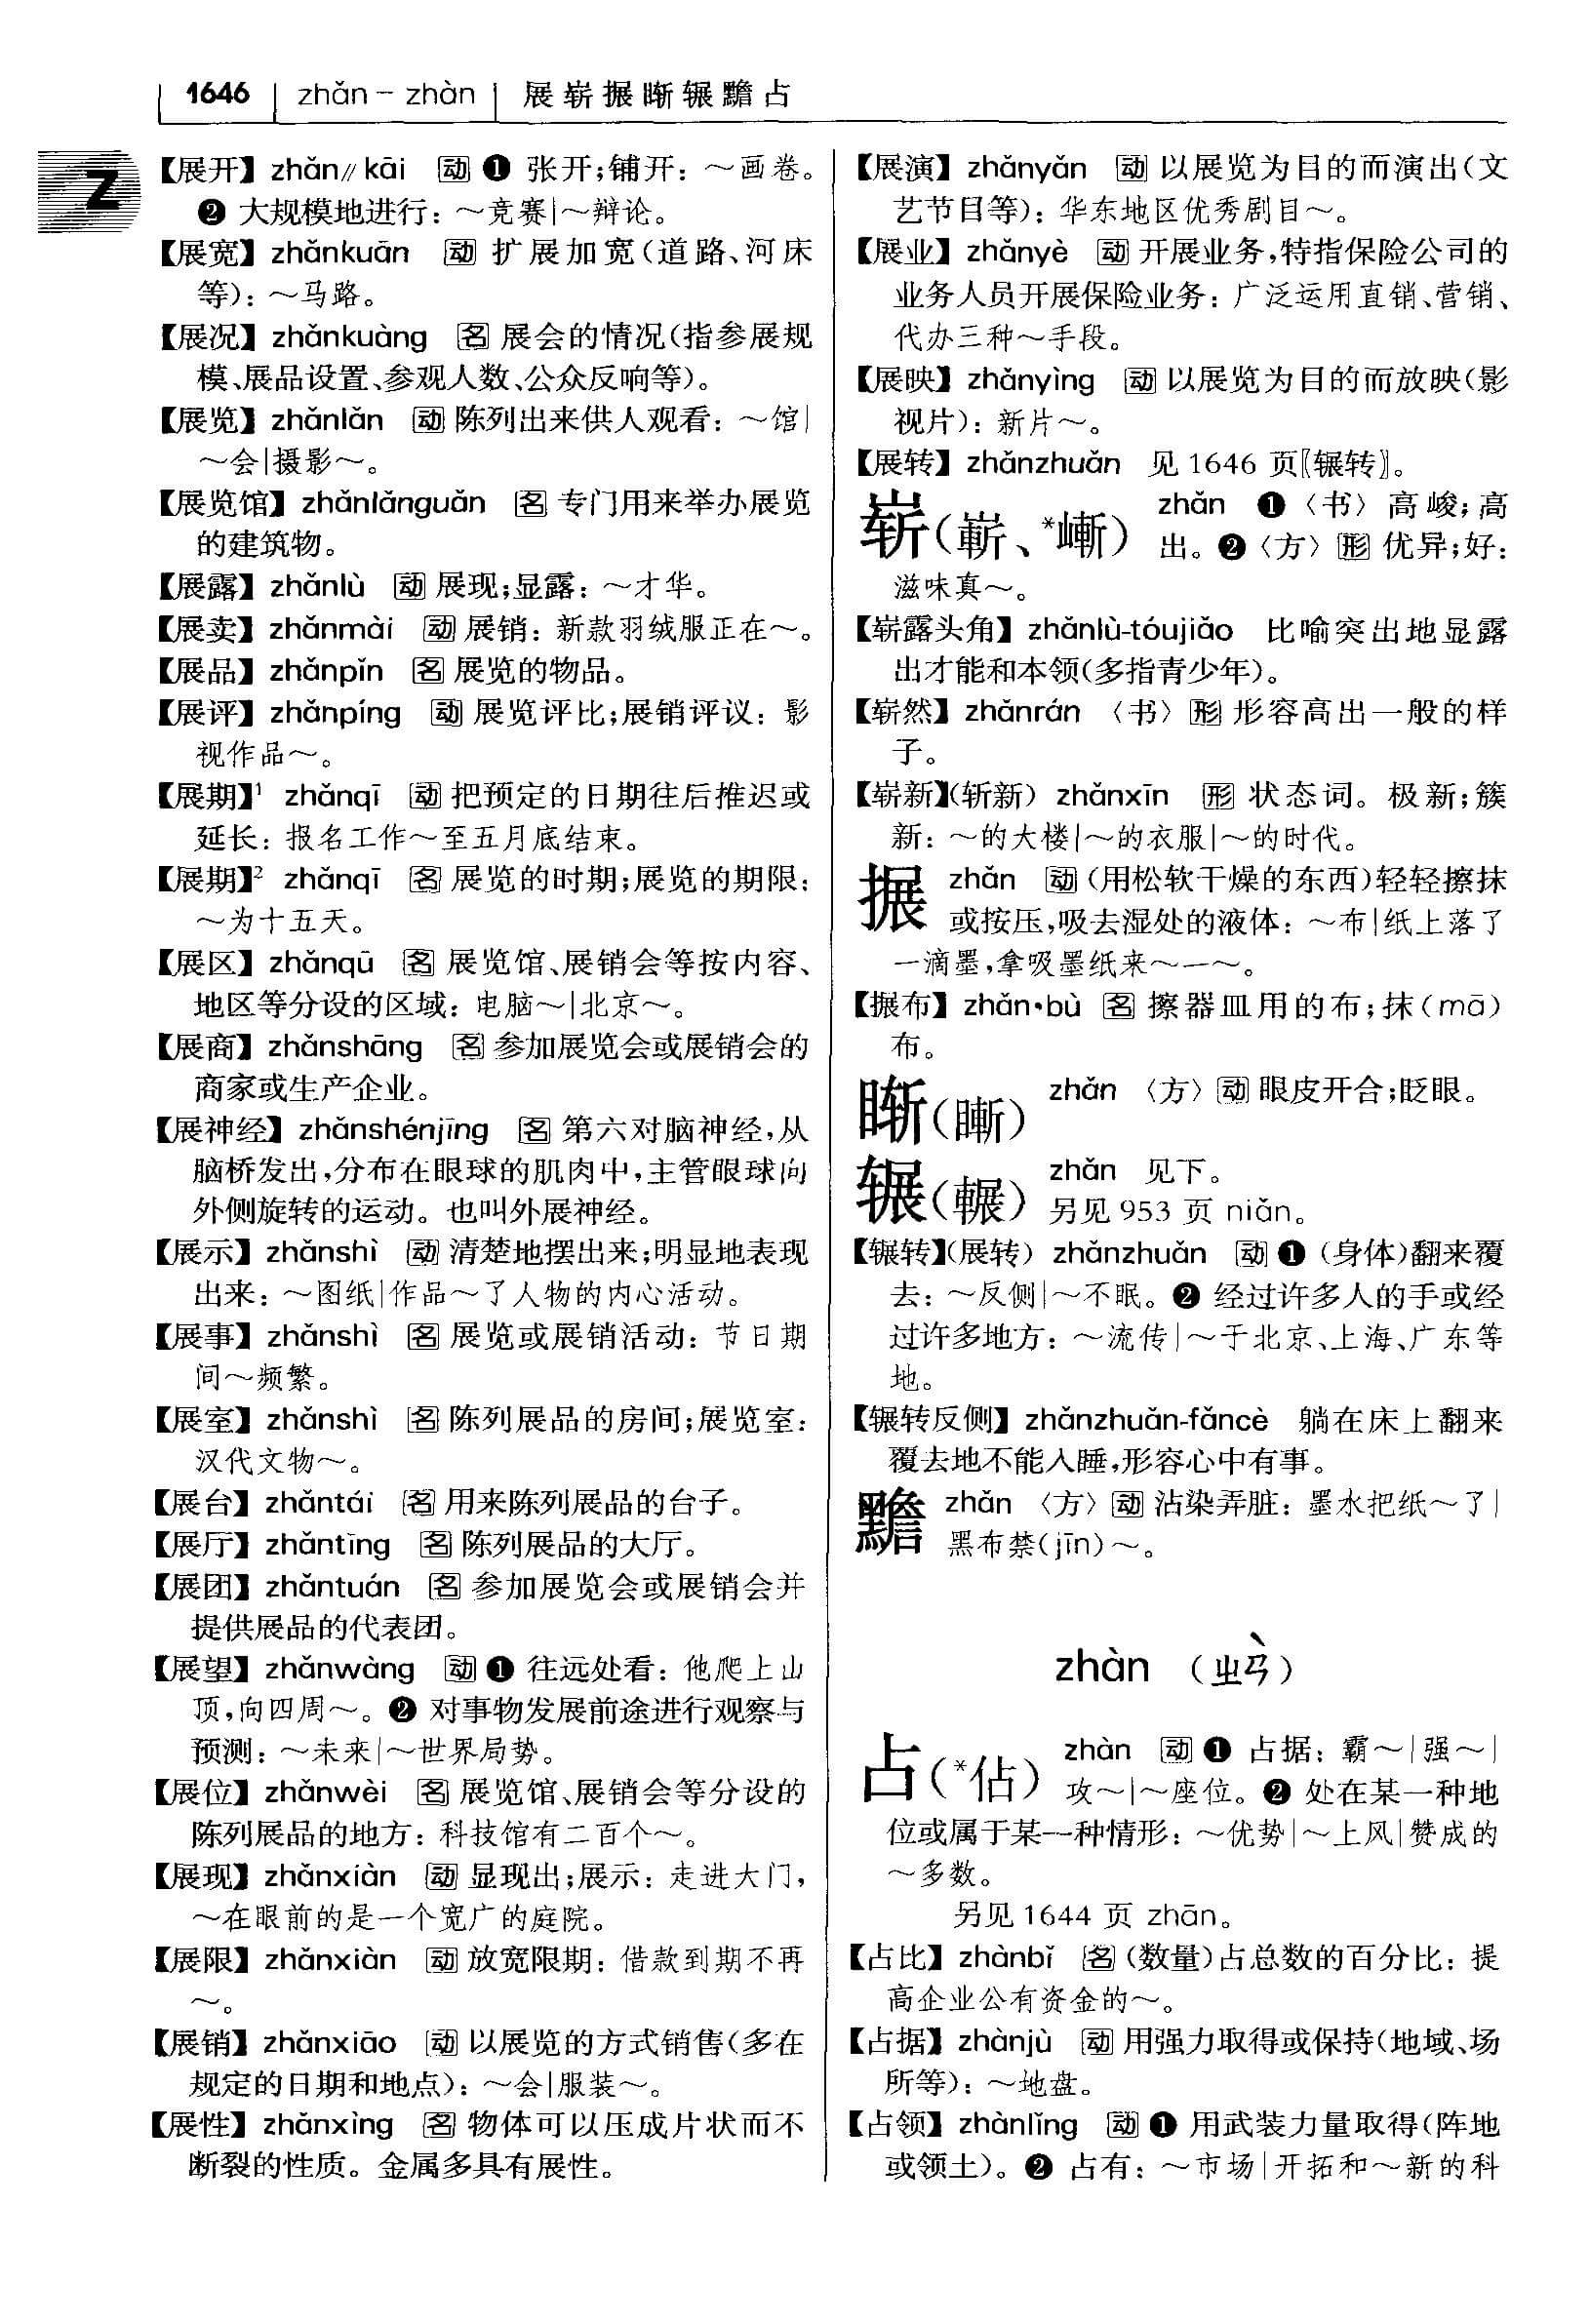 1646 zhǎn－zhàn 展崭搌䁪辗黵占
Z
【展开】 zhǎn∥kāi 动 ❶ 张开；铺开：～画卷。
❷ 大规模地进行：～竞赛|～辩论。
【展宽】 zhǎnkuān 动 扩展加宽（道路、河床
等）：～马路。
【展况】 zhǎnkuàng 名 展会的情况（指参展规
模、展品设置、参观人数、公众反响等）。
【展览】 zhǎnlǎn 动 陈列出来供人观看：～馆|
～会|摄影～。
【展览馆】 zhǎnlǎnguǎn 名 专门用来举办展览
的建筑物。
【展露】 zhǎnlù 动 展现；显露：～才华。
【展卖】 zhǎnmài 动 展销：新款羽绒服正在～。
【展品】 zhǎnpǐn 名 展览的物品。
【展评】 zhǎnpíng 动 展览评比；展销评议：影
视作品～。
【展期】¹ zhǎnqī 动 把预定的日期往后推迟或
延长：报名工作～至五月底结束。
【展期】² zhǎnqī 名 展览的时期；展览的期限：
～为十五天。
【展区】 zhǎnqū 名 展览馆、展销会等按内容、
地区等分设的区域：电脑～|北京～。
【展商】 zhǎnshāng 名 参加展览会或展销会的
商家或生产企业。
【展神经】 zhǎnshénjīng 名 第六对脑神经，从
脑桥发出，分布在眼球的肌肉中，主管眼球向
外侧旋转的运动。也叫外展神经。
【展示】 zhǎnshì 动 清楚地摆出来；明显地表现
出来：～图纸|作品～了人物的内心活动。
【展事】 zhǎnshì 名 展览或展销活动：节日期
间～频繁。
【展室】 zhǎnshì 名 陈列展品的房间；展览室：
汉代文物～。
【展台】 zhǎntái 名 用来陈列展品的台子。
【展厅】 zhǎntīng 名 陈列展品的大厅。
【展团】 zhǎntuán 名 参加展览会或展销会并
提供展品的代表团。
【展望】 zhǎnwàng 动 ❶ 往远处看：他爬上山
顶，向四周～。❷ 对事物发展前途进行观察与
预测：～未来|～世界局势。
【展位】 zhǎnwèi 名 展览馆、展销会等分设的
陈列展品的地方：科技馆有二百个～。
【展现】 zhǎnxiàn 动 显现出；展示：走进大门，
～在眼前的是一个宽广的庭院。
【展限】 zhǎnxiàn 动 放宽限期：借款到期不再
～。
【展销】 zhǎnxiāo 动 以展览的方式销售（多在
规定的日期和地点）：～会|服装～。
【展性】 zhǎnxìng 名 物体可以压成片状而不
断裂的性质。金属多具有展性。
【展演】 zhǎnyǎn 动 以展览为目的而演出（文
艺节目等）：华东地区优秀剧目～。
【展业】 zhǎnyè 动 开展业务，特指保险公司的
业务人员开展保险业务：广泛运用直销、营销、
代办三种～手段。
【展映】 zhǎnyìng 动 以展览为目的而放映（影
视片）：新片～。
【展转】 zhǎnzhuǎn 见 1646 页〖辗转〗。
崭（嶄、*嶃） zhǎn ❶〈书〉高峻；高
出。❷〈方〉形 优异；好：
滋味真～。
【崭露头角】 zhǎnlù-tóujiǎo 比喻突出地显露
出才能和本领（多指青少年）。
【崭然】 zhǎnrán 〈书〉形 形容高出一般的样
子。
【崭新】（斩新） zhǎnxīn 形 状态词。极新；簇
新：～的大楼|～的衣服|～的时代。
搌 zhǎn 动（用松软干燥的东西）轻轻擦抹
或按压，吸去湿处的液体：～布|纸上落了
一滴墨，拿吸墨纸来～一～。
【搌布】 zhǎn·bù 名 擦器皿用的布；抹（mā）
布。
䁪（㬤） zhǎn 〈方〉动 眼皮开合；眨眼。
辗（輾） zhǎn 见下。
另见 953 页 niǎn。
【辗转】（展转） zhǎnzhuǎn 动 ❶（身体）翻来覆
去：～反侧|～不眠。❷ 经过许多人的手或经
过许多地方：～流传|～于北京、上海、广东等
地。
【辗转反侧】 zhǎnzhuǎn-fǎncè 躺在床上翻来
覆去地不能入睡，形容心中有事。
黵 zhǎn 〈方〉动 沾染弄脏：墨水把纸～了|
黑布禁（jīn）～。
zhàn （ㄓㄢˋ）
占（*佔） zhàn 动 ❶ 占据：霸～|强～|
攻～|～座位。❷ 处在某一种地
位或属于某一种情形：～优势|～上风|赞成的
～多数。
另见 1644 页 zhān。
【占比】 zhànbǐ 名（数量）占总数的百分比：提
高企业公有资金的～。
【占据】 zhànjù 动 用强力取得或保持（地域、场
所等）：～地盘。
【占领】 zhànlǐng 动 ❶ 用武装力量取得（阵地
或领土）。❷ 占有：～市场|开拓和～新的科